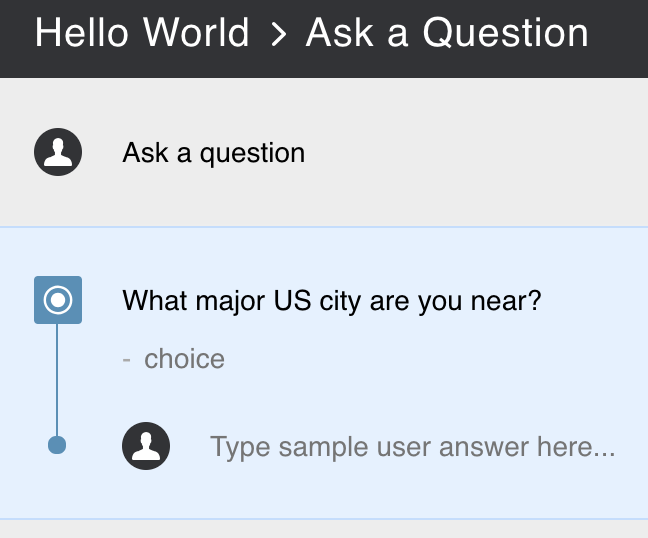 Hello World > Ask a Question
Ask a question
What major US city are you near?
- choice
Type sample user answer here...